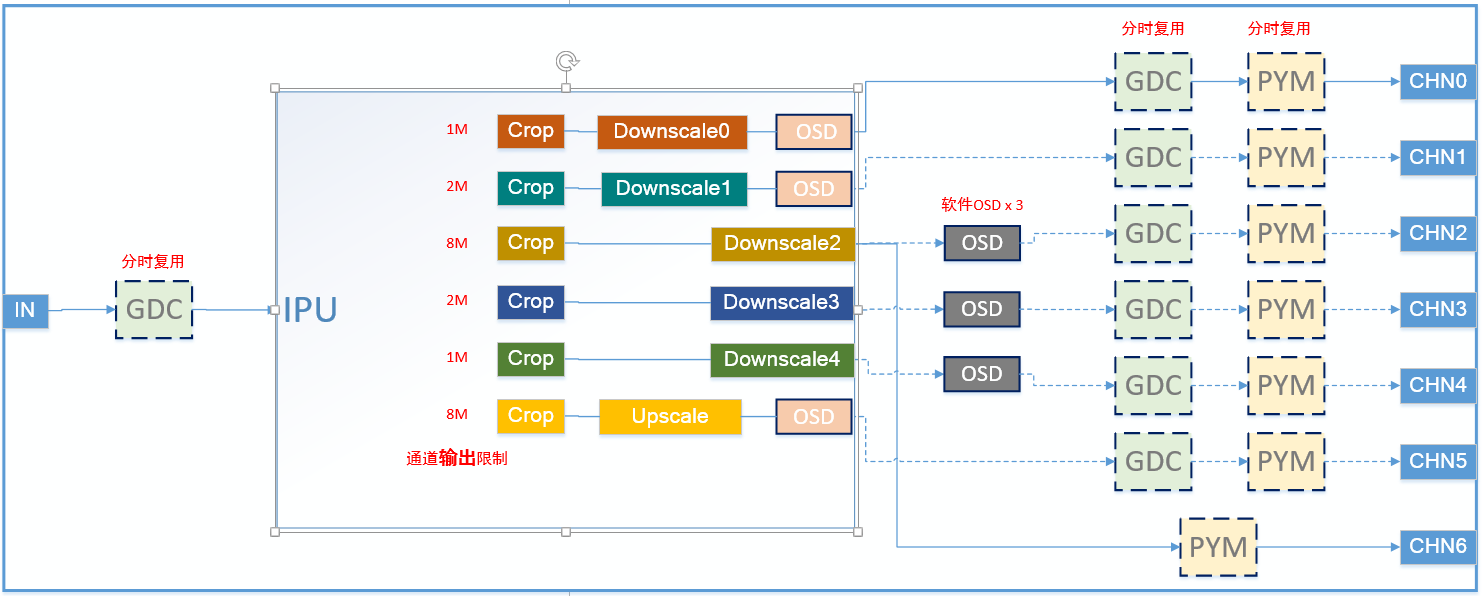 分时复用 分时复用
GDC PYM CHN0
1M Crop Downscale0 OSD
GDC PYM CHN1
2M Crop Downscale1 OSD
软件OSD x 3
GDC PYM CHN2
8M Crop Downscale2 OSD
分时复用
IN GDC IPU
2M Crop Downscale3 OSD GDC PYM CHN3
1M Crop Downscale4 OSD GDC PYM CHN4
8M Crop Upscale OSD
通道输出限制 GDC PYM CHN5
PYM CHN6